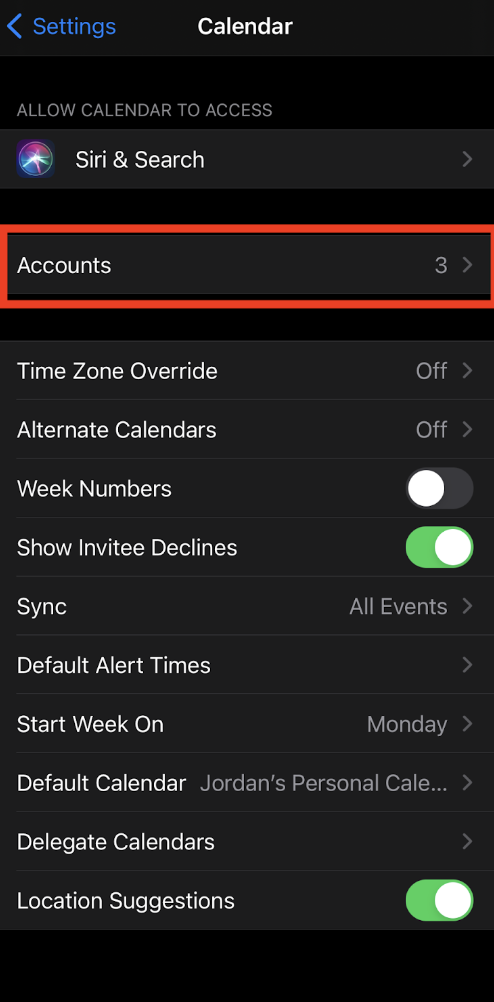 Settings
Calendar
ALLOW CALENDAR TO ACCESS
Siri & Search
Accounts 3
Time Zone Override Off
Alternate Calendars Off
Week Numbers
Show Invitee Declines
Sync All Events
Default Alert Times
Start Week On Monday
Default Calendar Jordan's Personal Cale...
Delegate Calendars
Location Suggestions